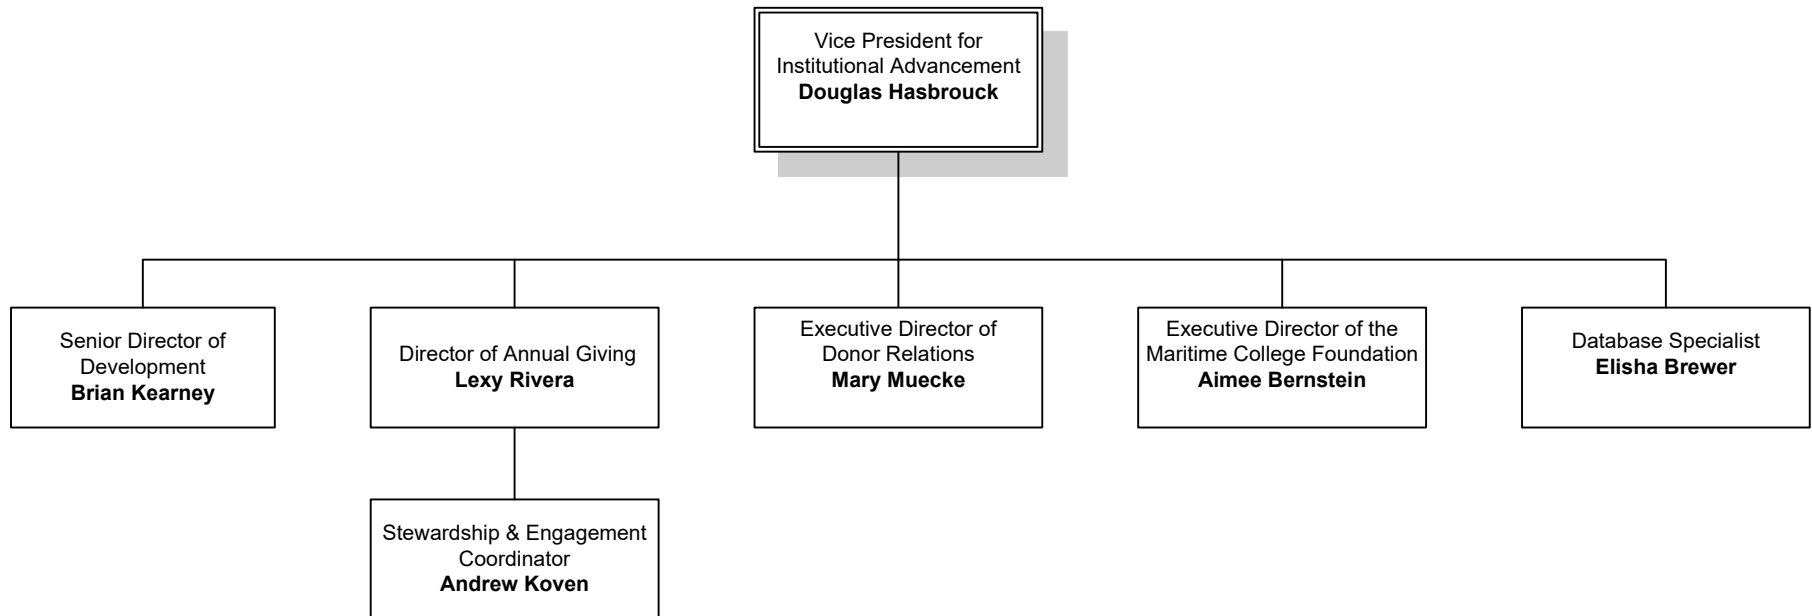 Vice President for
Institutional Advancement
Douglas Hasbrouck
Senior Director of
Development
Brian Kearney
Director of Annual Giving
Lexy Rivera
Executive Director of
Donor Relations
Mary Muecke
Executive Director of the
Maritime College Foundation
Aimee Bernstein
Database Specialist
Elisha Brewer
Stewardship & Engagement
Coordinator
Andrew Koven